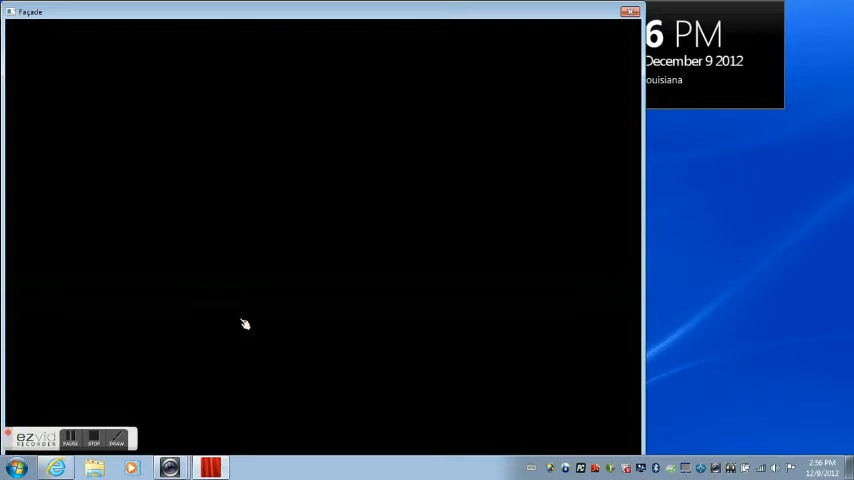 Façade
6 PM
December 9 2012
ouisiana
ezvid
RECORDER
PAUSE
STOP
DRAW
2:56 PM
12/9/2012